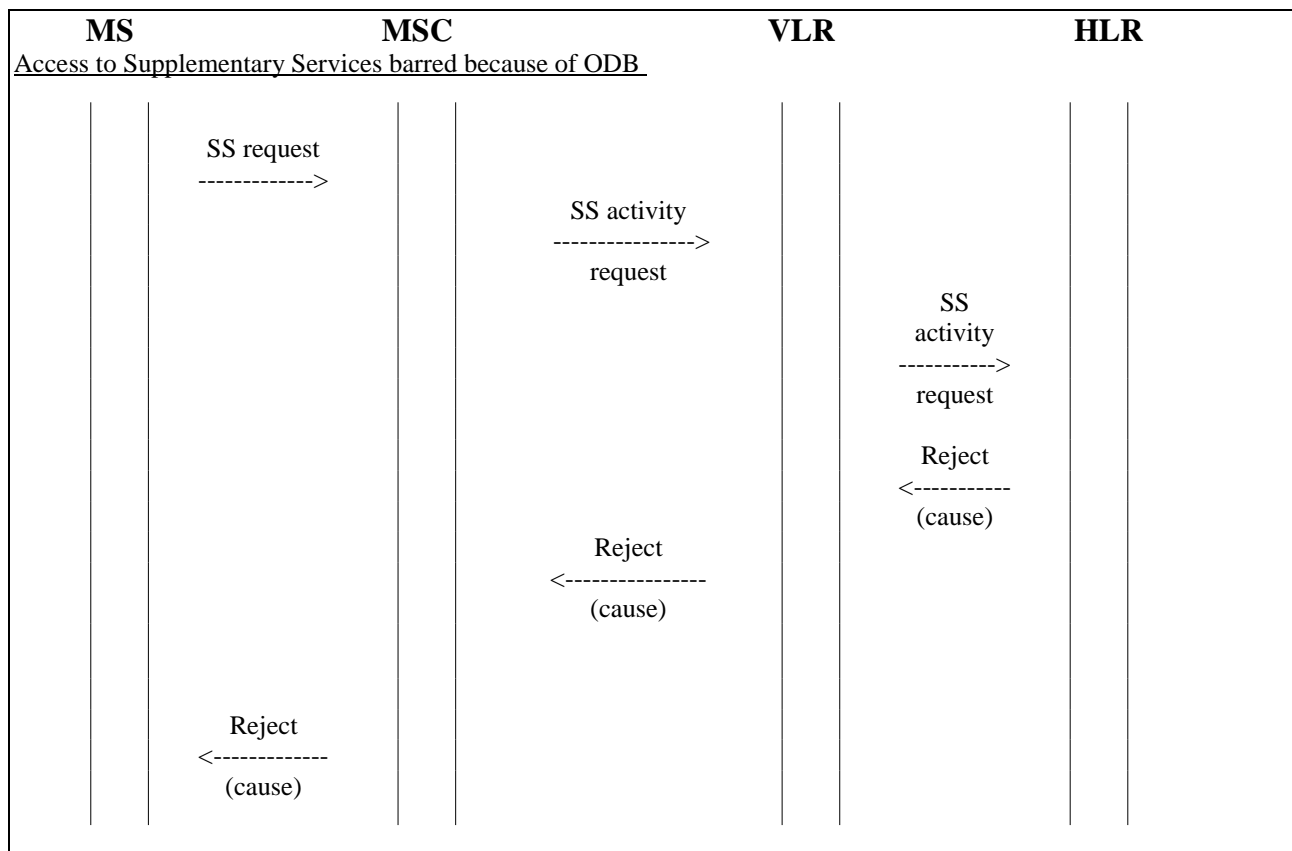 MS MSC VLR HLR
Access to Supplementary Services barred because of ODB
SS request
------------->
SS activity
---------------->
request
SS
activity
----------->
request
Reject
<-----------
(cause)
Reject
<----------------
(cause)
Reject
<-------------
(cause)